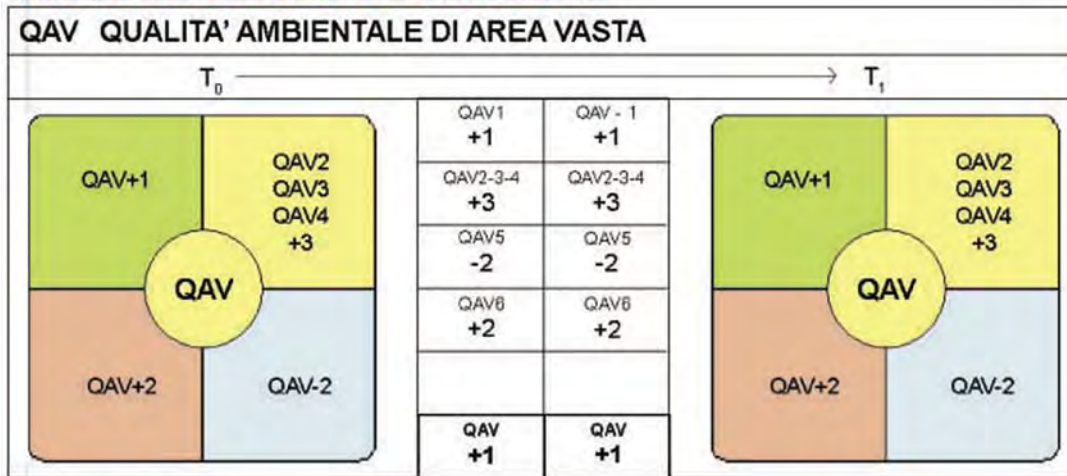 QAV QUALITA' AMBIENTALE DI AREA VASTA
T0 T1
QAV+1
QAV2
QAV3
QAV4
+3
QAV
QAV+2
QAV-2
QAV1 QAV - 1
+1 +1
QAV2-3-4 QAV2-3-4
+3 +3
QAV5 QAV5
-2 -2
QAV6 QAV6
+2 +2
QAV QAV
+1 +1
QAV+1
QAV2
QAV3
QAV4
+3
QAV
QAV+2
QAV-2